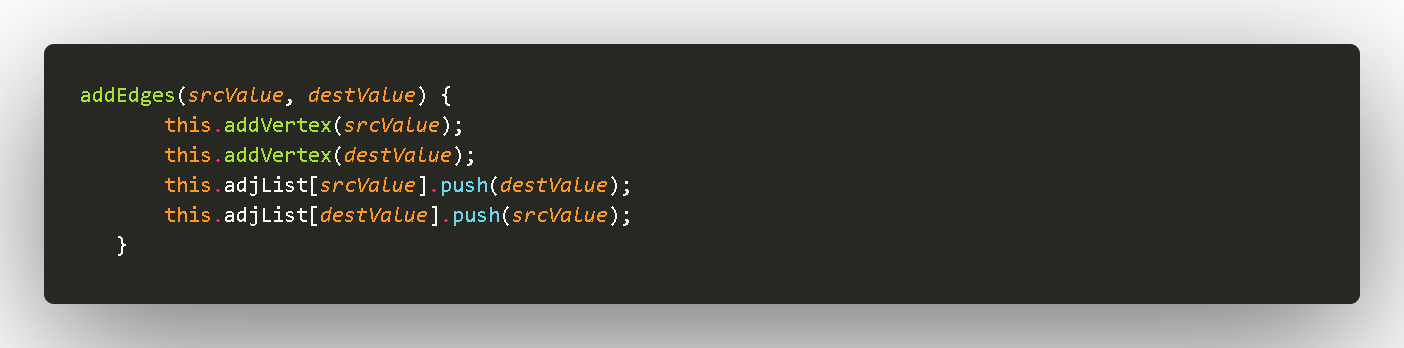 addEdges(srcValue, destValue) {
this.addVertex(srcValue);
this.addVertex(destValue);
this.adjList[srcValue].push(destValue);
this.adjList[destValue].push(srcValue);
}